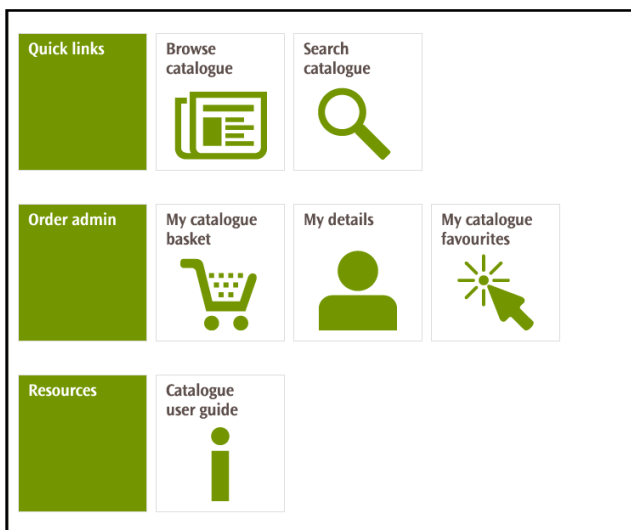 Quick links
Browse
catalogue
Search
catalogue
Order admin
My catalogue
basket
My details
My catalogue
favourites
Resources
Catalogue
user guide